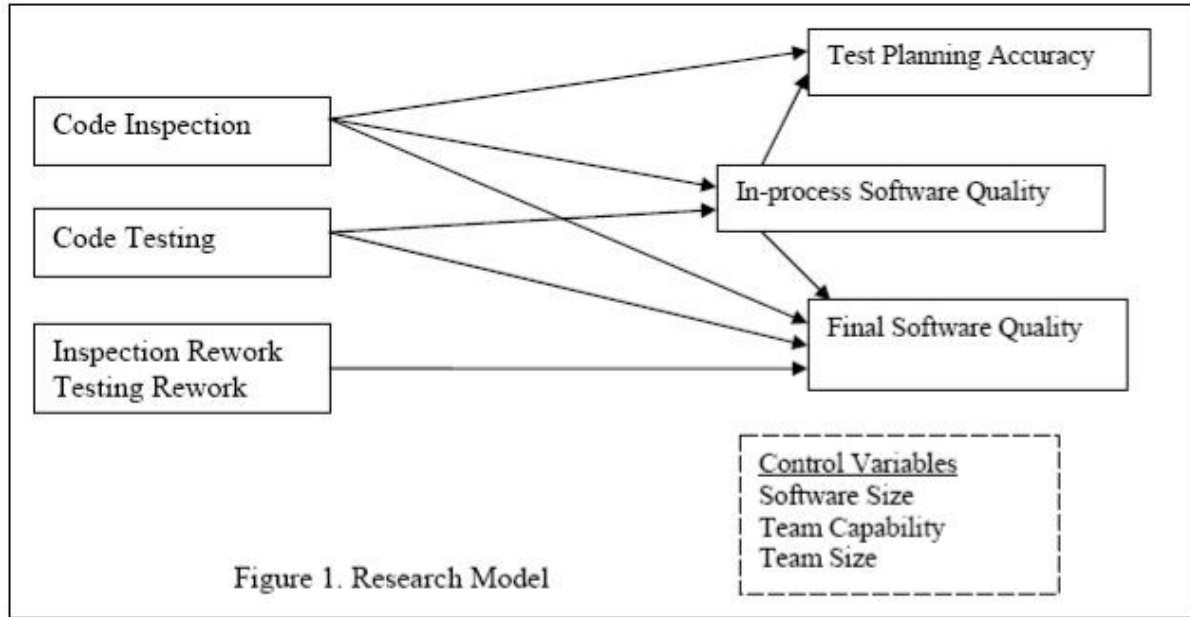 Test Planning Accuracy
Code Inspection
In-process Software Quality
Code Testing
Final Software Quality
Inspection Rework
Testing Rework
Control Variables
Software Size
Team Capability
Team Size
Figure 1. Research Model